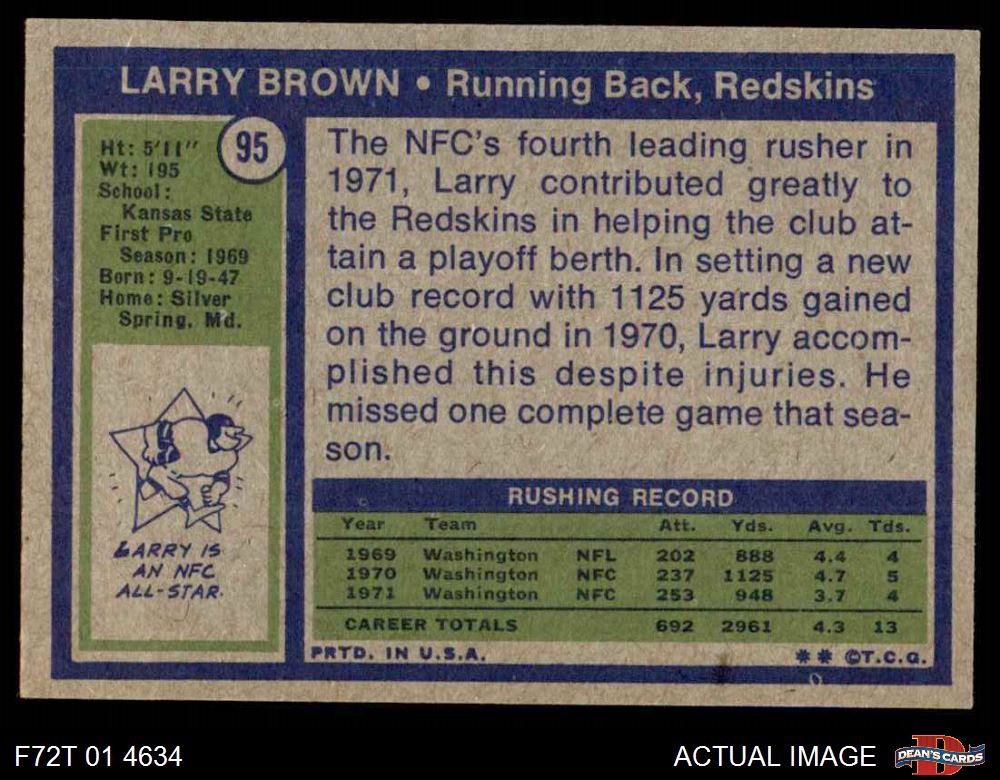 LARRY BROWN • Running Back, Redskins
95
Ht: 5'11"
Wt: 195
School:
Kansas State
First Pro
Season: 1969
Born: 9-19-47
Home: Silver
Spring, Md.
LARRY IS
AN NFC
ALL-STAR.
The NFC's fourth leading rusher in
1971, Larry contributed greatly to
the Redskins in helping the club at-
tain a playoff berth. In setting a new
club record with 1125 yards gained
on the ground in 1970, Larry accom-
plished this despite injuries. He
missed one complete game that sea-
son.
RUSHING RECORD
Year Team Att. Yds. Avg. Tds.
1969 Washington NFL 202 888 4.4 4
1970 Washington NFC 237 1125 4.7 5
1971 Washington NFC 253 948 3.7 4
CAREER TOTALS 692 2961 4.3 13
PRTD. IN U.S.A. ** ©T.C.G.
F72T 01 4634
ACTUAL IMAGE
D
DEAN'S CARDS